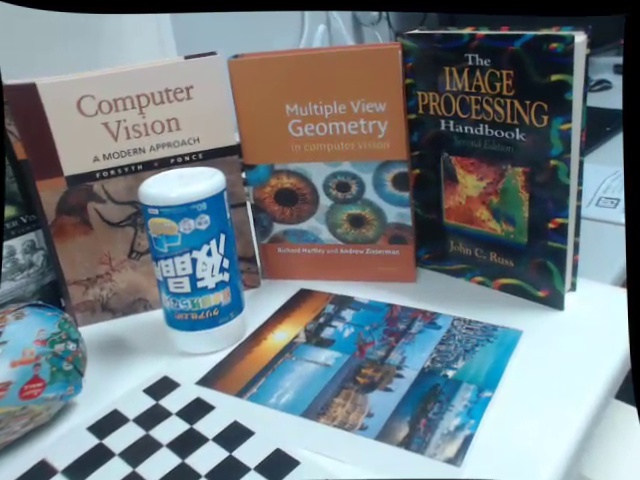 Computer
Vision
A MODERN APPROACH
FORSYTH PONCE
Multiple View
Geometry
in computer vision
Richard Hartley and Andrew Zisserman
The
IMAGE
PROCESSING
Handbook
Second Edition
John C. Russ